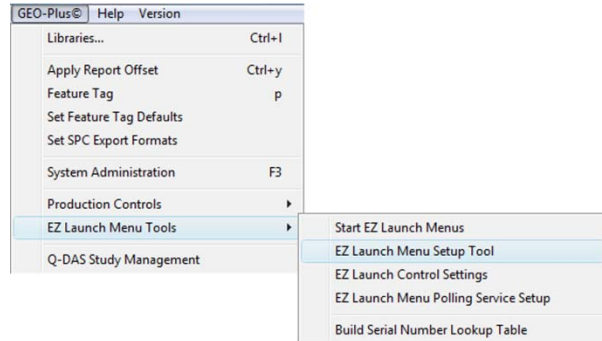 GEO-Plus© Help Version
Libraries... Ctrl+I
Apply Report Offset Ctrl+y
Feature Tag p
Set Feature Tag Defaults
Set SPC Export Formats
System Administration F3
Production Controls
EZ Launch Menu Tools
Q-DAS Study Management
Start EZ Launch Menus
EZ Launch Menu Setup Tool
EZ Launch Control Settings
EZ Launch Menu Polling Service Setup
Build Serial Number Lookup Table